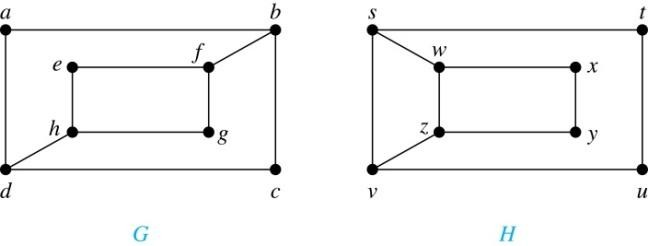 a b s t
e f w x
h g z y
d c v u
G H